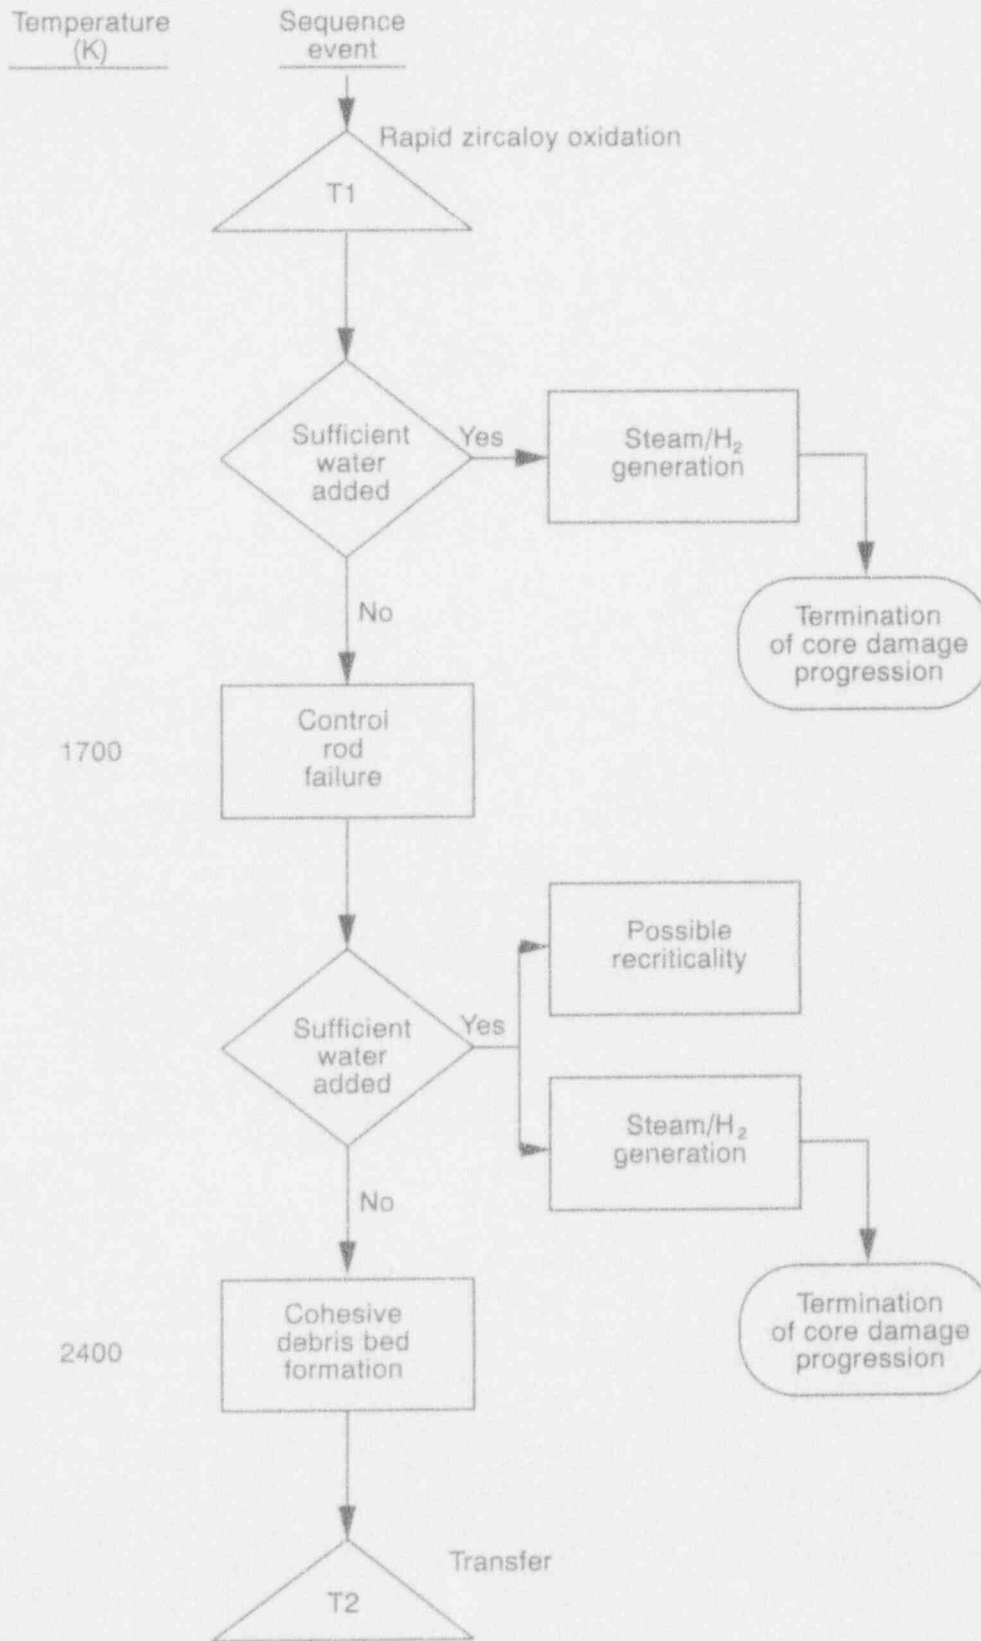 Temperature
(K)
Sequence
event
Rapid zircaloy oxidation
T1
Sufficient
water
added
Yes
Steam/H₂
generation
Termination
of core damage
progression
No
1700
Control
rod
failure
Possible
recriticality
Sufficient
water
added
Yes
Steam/H₂
generation
Termination
of core damage
progression
No
2400
Cohesive
debris bed
formation
Transfer
T2